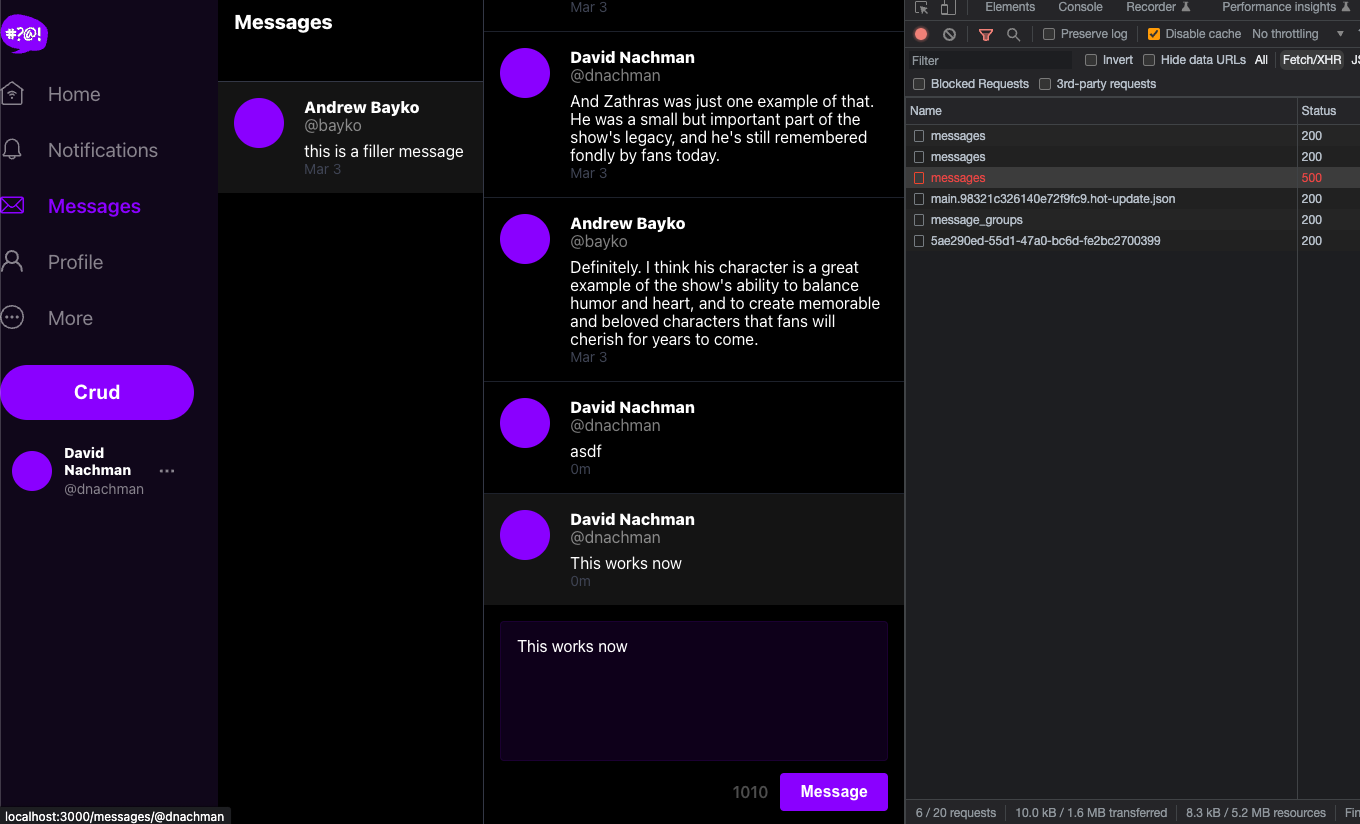 #?@!
Home
Notifications
Messages
Profile
More
Crud
David
Nachman
@dnachman
...
localhost:3000/messages/@dnachman
Messages
Andrew Bayko
@bayko
this is a filler message
Mar 3
Mar 3
David Nachman
@dnachman
And Zathras was just one example of that.
He was a small but important part of the
show's legacy, and he's still remembered
fondly by fans today.
Mar 3
Andrew Bayko
@bayko
Definitely. I think his character is a great
example of the show's ability to balance
humor and heart, and to create memorable
and beloved characters that fans will
cherish for years to come.
Mar 3
David Nachman
@dnachman
asdf
0m
David Nachman
@dnachman
This works now
0m
This works now
1010 Message
Elements Console Recorder Performance insights
Preserve log Disable cache No throttling
Filter Invert Hide data URLs All Fetch/XHR JS
Blocked Requests 3rd-party requests
Name Status
messages 200
messages 200
messages 500
main.98321c326140e72f9fc9.hot-update.json 200
message_groups 200
5ae290ed-55d1-47a0-bc6d-fe2bc2700399 200
6 / 20 requests 10.0 kB / 1.6 MB transferred 8.3 kB / 5.2 MB resources Fin